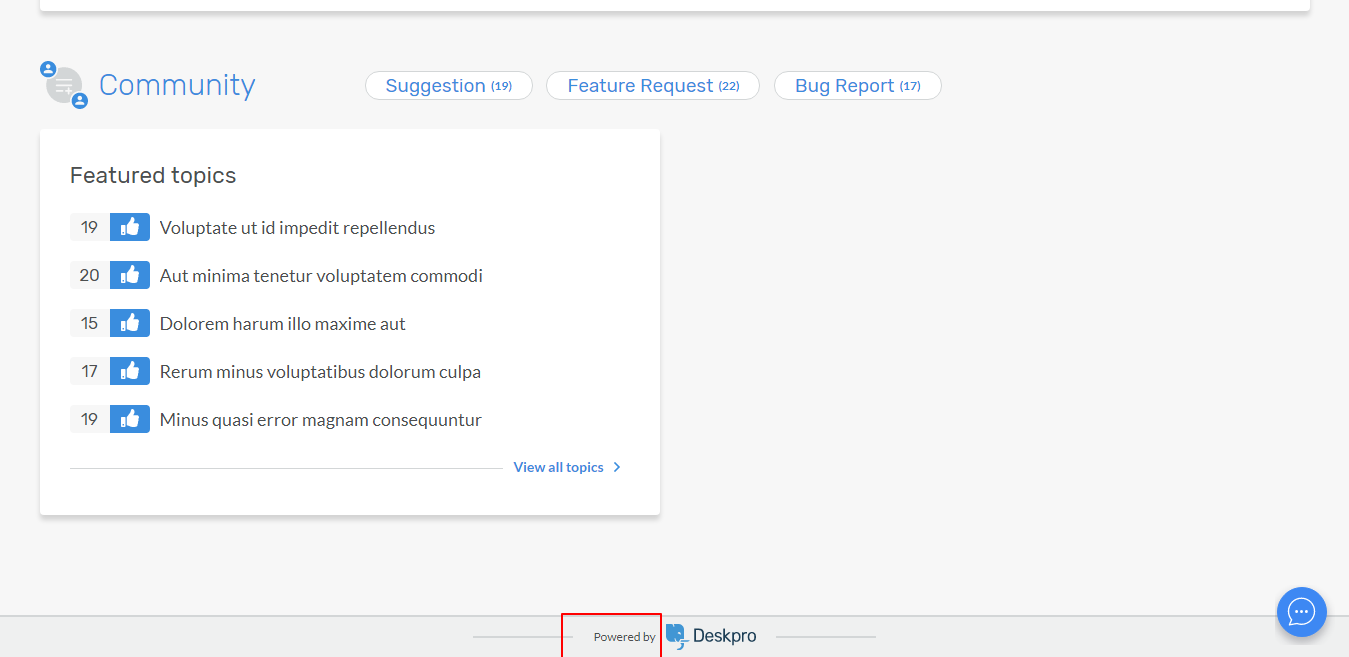 Community
Suggestion (19)
Feature Request (22)
Bug Report (17)
Featured topics
19 Voluptate ut id impedit repellendus
20 Aut minima tenetur voluptatem commodi
15 Dolorem harum illo maxime aut
17 Rerum minus voluptatibus dolorum culpa
19 Minus quasi error magnam consequuntur
View all topics
Powered by Deskpro